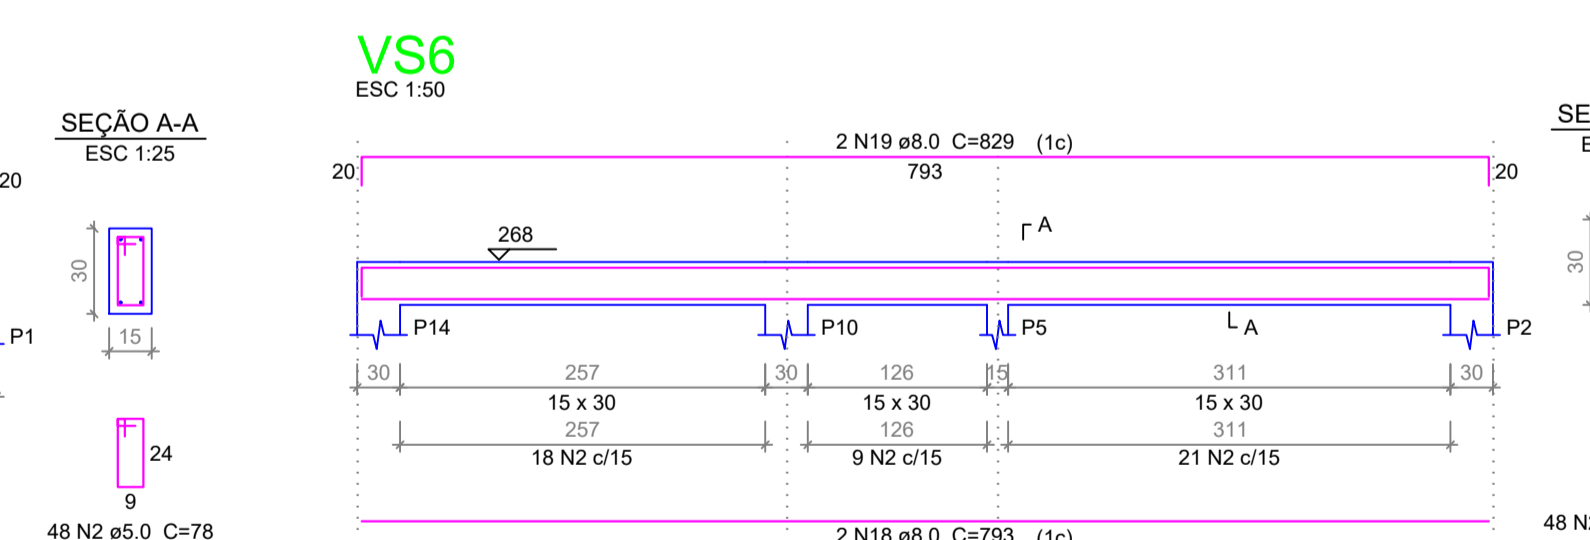 VS6
ESC 1:50
SEÇÃO A-A
ESC 1:25
20
30
15
P1
24
9
48 N2 ø5.0 C=78
2 N19 ø8.0 C=829 (1c)
20
793
20
A
268
P14
P10
P5
A
P2
30
257
30
126
15
311
30
15 x 30
15 x 30
15 x 30
257
126
311
18 N2 c/15
9 N2 c/15
21 N2 c/15
2 N18 ø8.0 C=793 (1c)
SE
30
48 N